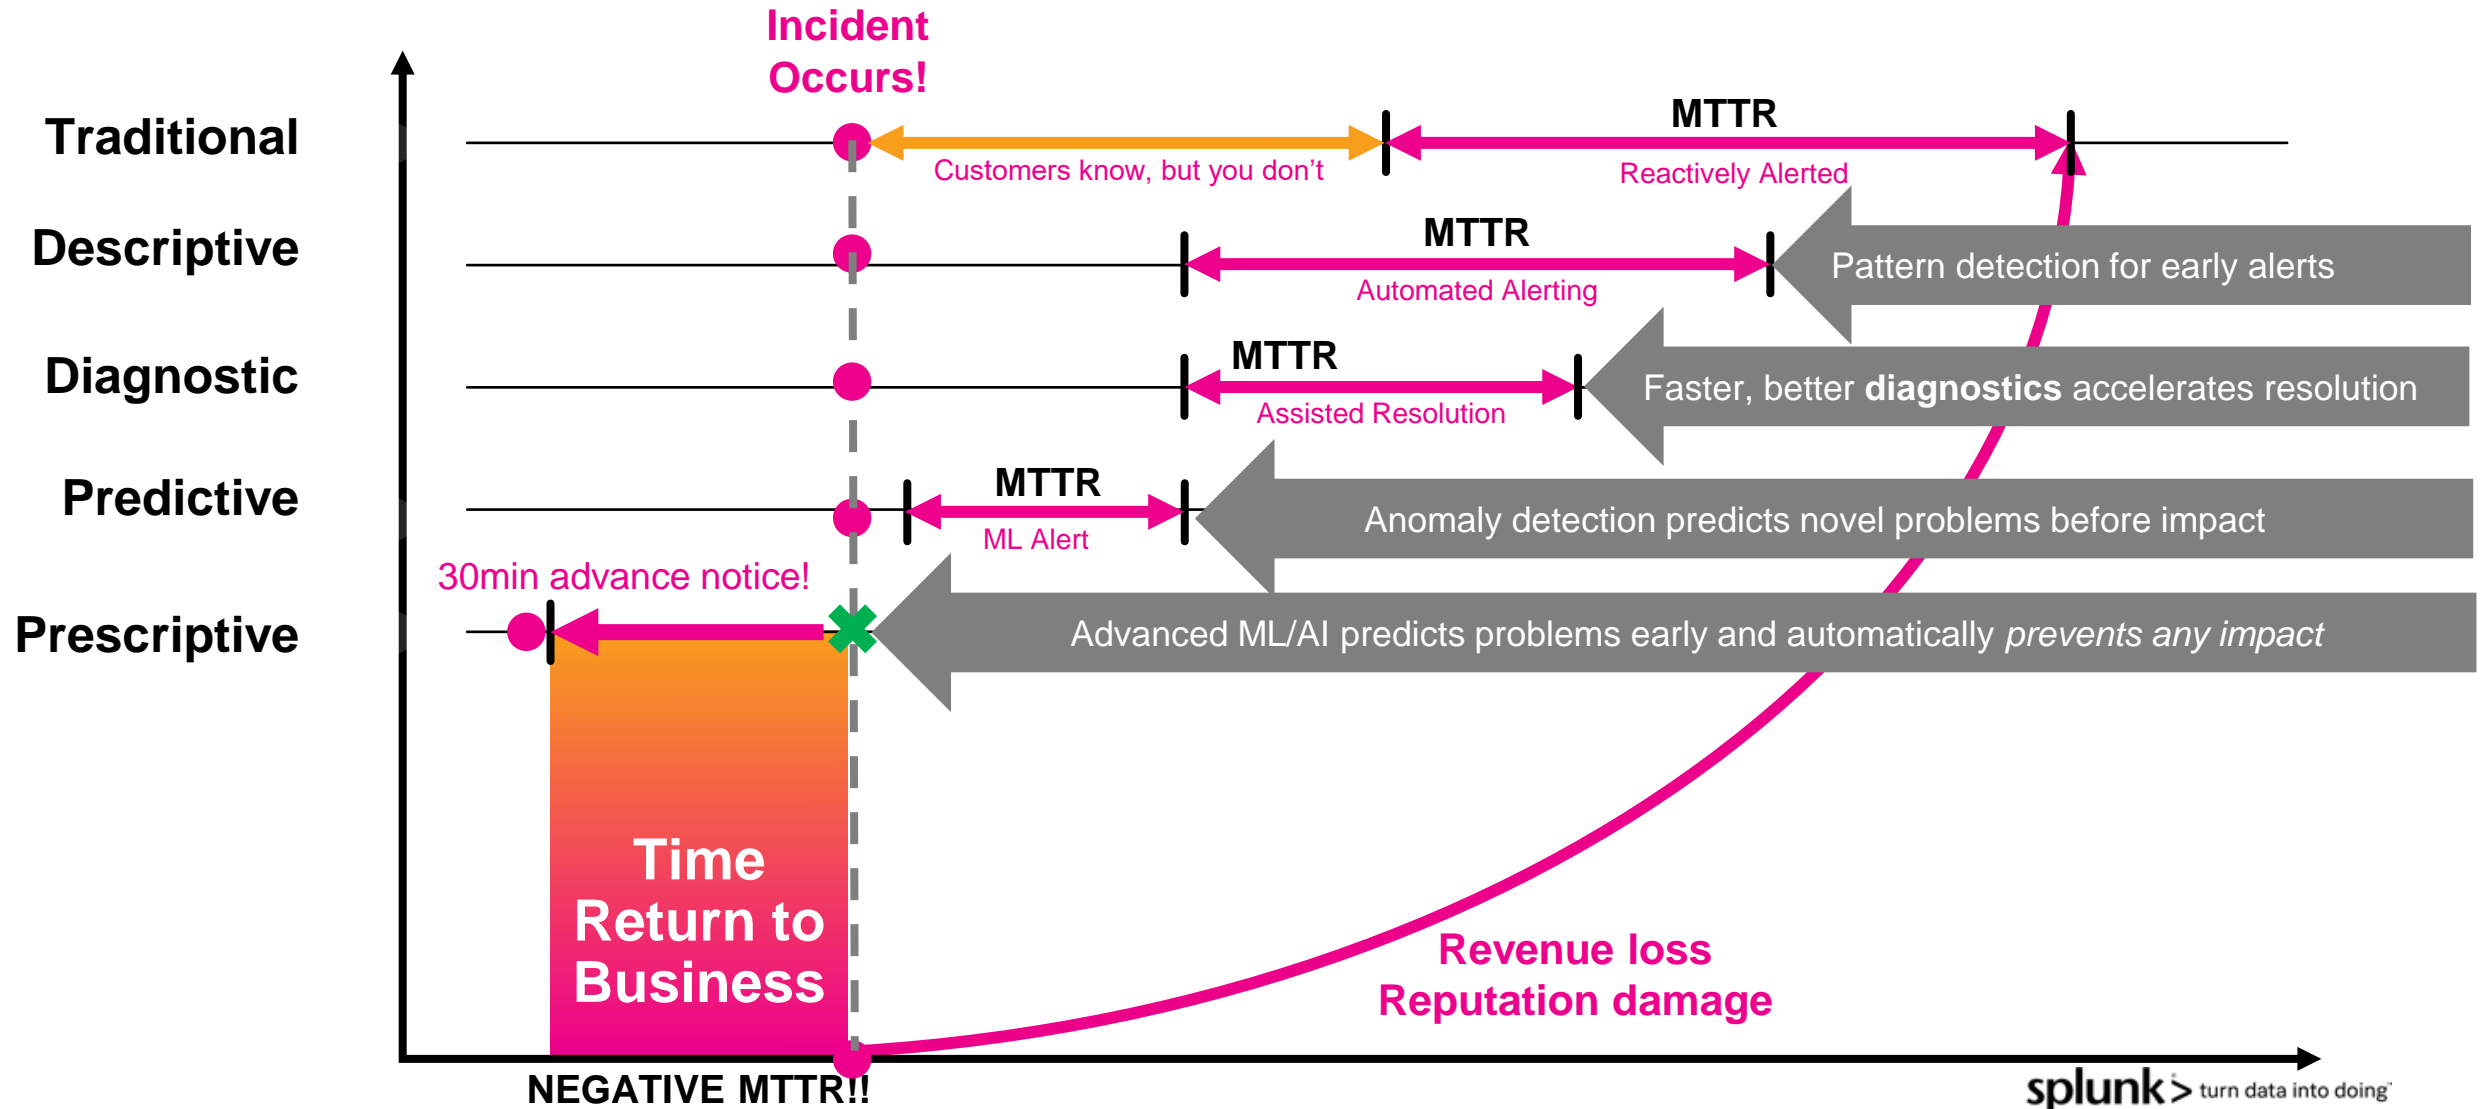 Incident
Occurs!
Traditional
MTTR
Customers know, but you don’t
Reactively Alerted
Descriptive
MTTR
Automated Alerting
Pattern detection for early alerts
Diagnostic
MTTR
Assisted Resolution
Faster, better diagnostics accelerates resolution
Predictive
MTTR
ML Alert
Anomaly detection predicts novel problems before impact
30min advance notice!
Prescriptive
Advanced ML/AI predicts problems early and automatically prevents any impact
Time
Return to
Business
Revenue loss
Reputation damage
NEGATIVE MTTR!!
splunk> turn data into doing™